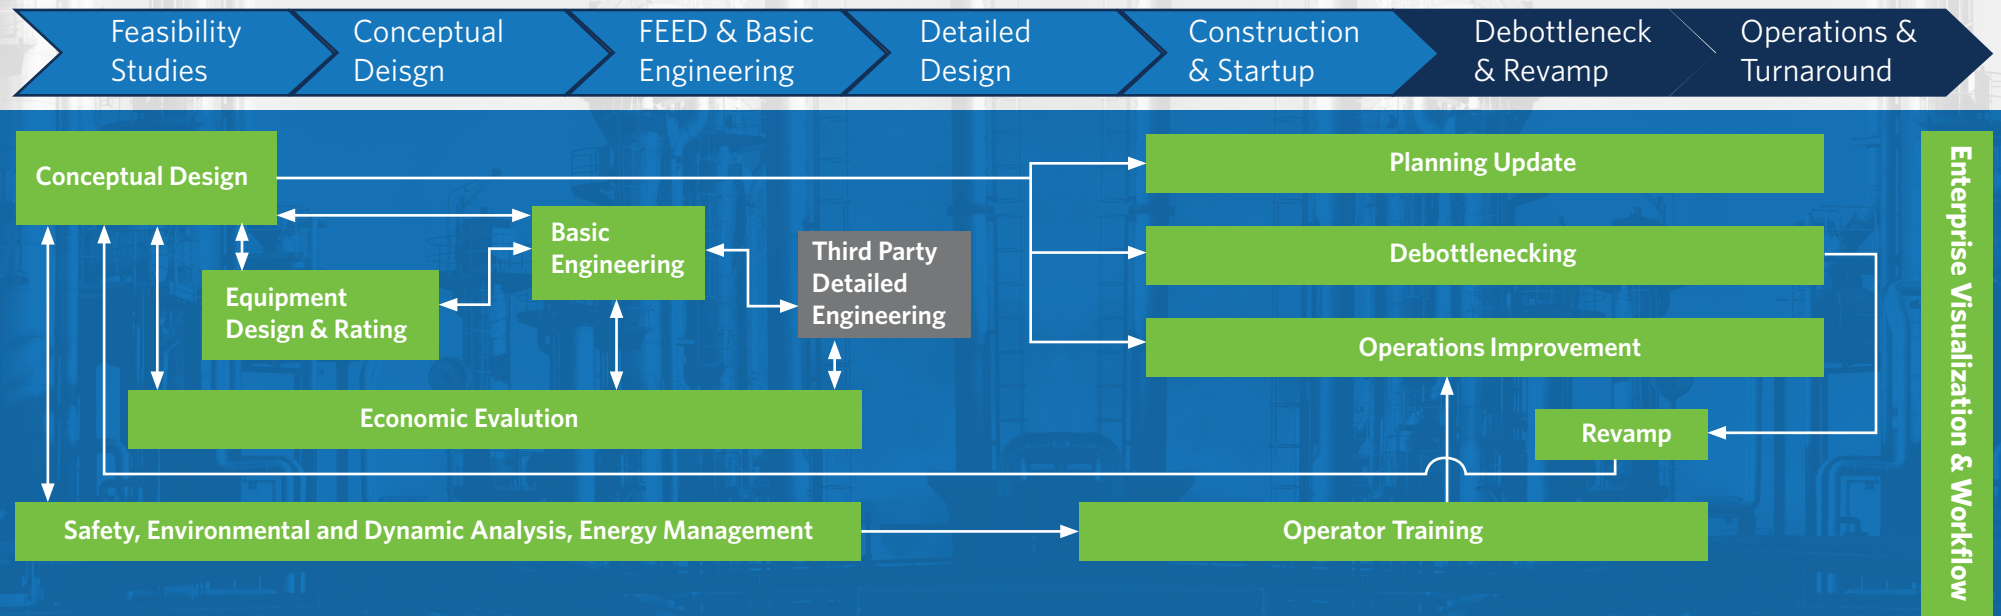 Feasibility
Studies
Conceptual
Deisgn
FEED & Basic
Engineering
Detailed
Design
Construction
& Startup
Debottleneck
& Revamp
Operations &
Turnaround
Conceptual Design
Basic
Engineering
Third Party
Detailed
Engineering
Equipment
Design & Rating
Economic Evalution
Safety, Environmental and Dynamic Analysis, Energy Management
Planning Update
Debottlenecking
Operations Improvement
Revamp
Operator Training
Enterprise Visualization & Workflow